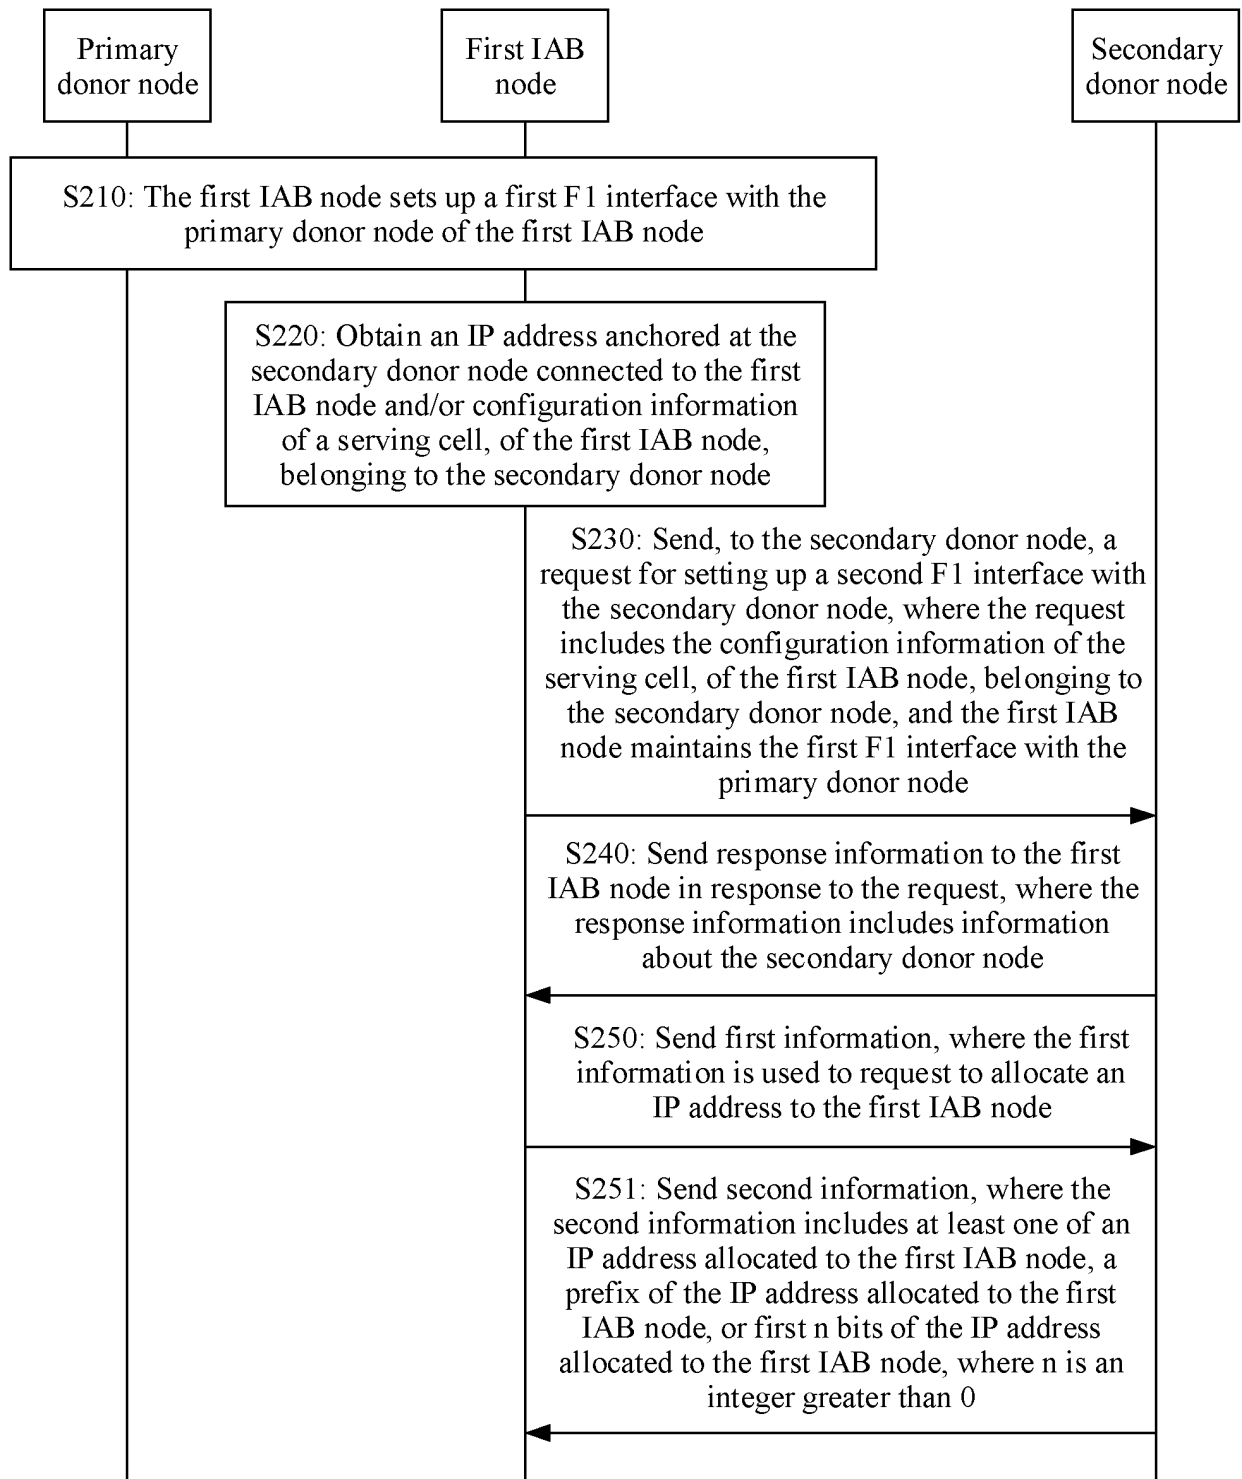 Primary
donor node
First IAB
node
Secondary
donor node
S210: The first IAB node sets up a first F1 interface with the
primary donor node of the first IAB node
S220: Obtain an IP address anchored at the
secondary donor node connected to the first
IAB node and/or configuration information
of a serving cell, of the first IAB node,
belonging to the secondary donor node
S230: Send, to the secondary donor node, a
request for setting up a second F1 interface with
the secondary donor node, where the request
includes the configuration information of the
serving cell, of the first IAB node, belonging to
the secondary donor node, and the first IAB
node maintains the first F1 interface with the
primary donor node
S240: Send response information to the first
IAB node in response to the request, where the
response information includes information
about the secondary donor node
S250: Send first information, where the first
information is used to request to allocate an
IP address to the first IAB node
S251: Send second information, where the
second information includes at least one of an
IP address allocated to the first IAB node, a
prefix of the IP address allocated to the first
IAB node, or first n bits of the IP address
allocated to the first IAB node, where n is an
integer greater than 0